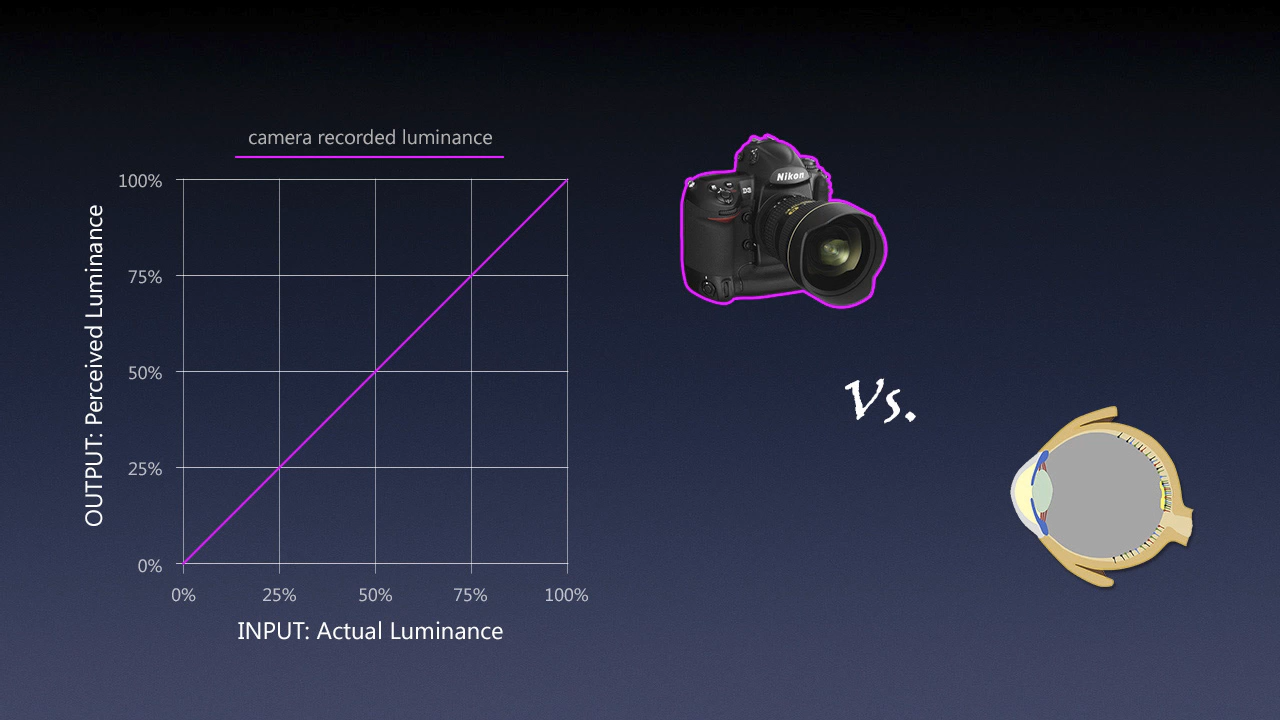 camera recorded luminance
100%
75%
50%
25%
0%
OUTPUT: Perceived Luminance
0% 25% 50% 75% 100%
INPUT: Actual Luminance
Nikon
D3
Vs.